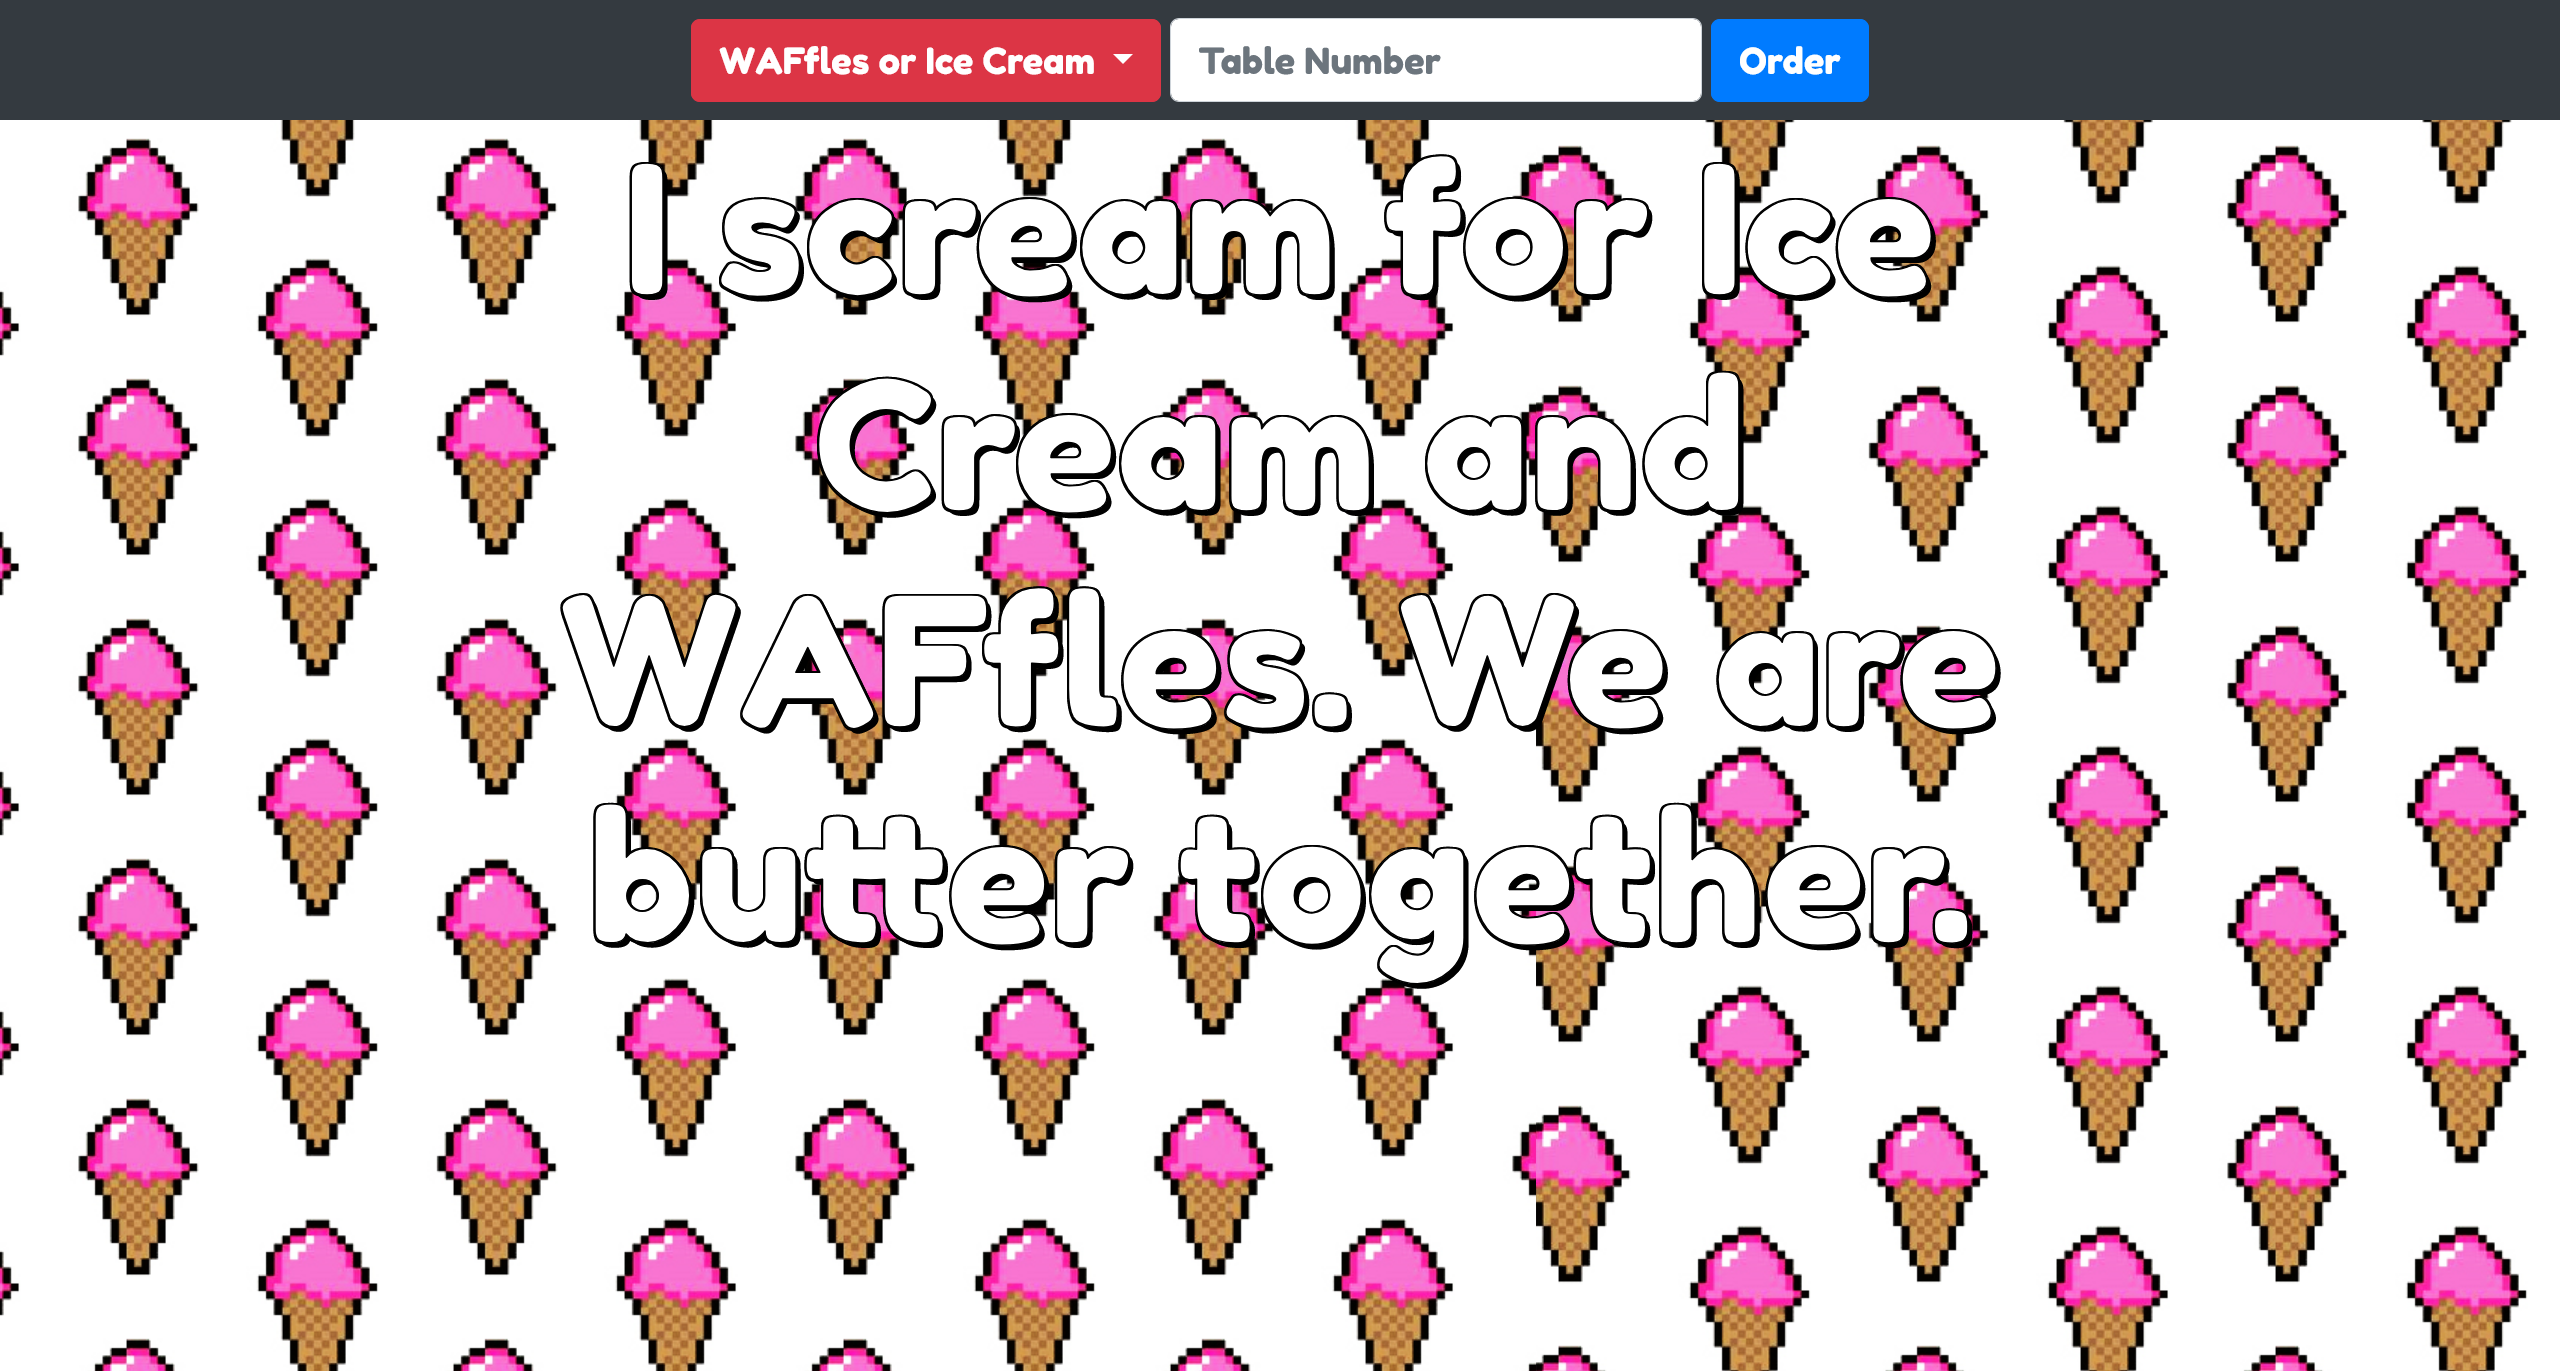 WAFfles or Ice Cream
Table Number
Order
I scream for Ice
Cream and
WAFfles. We are
butter together.